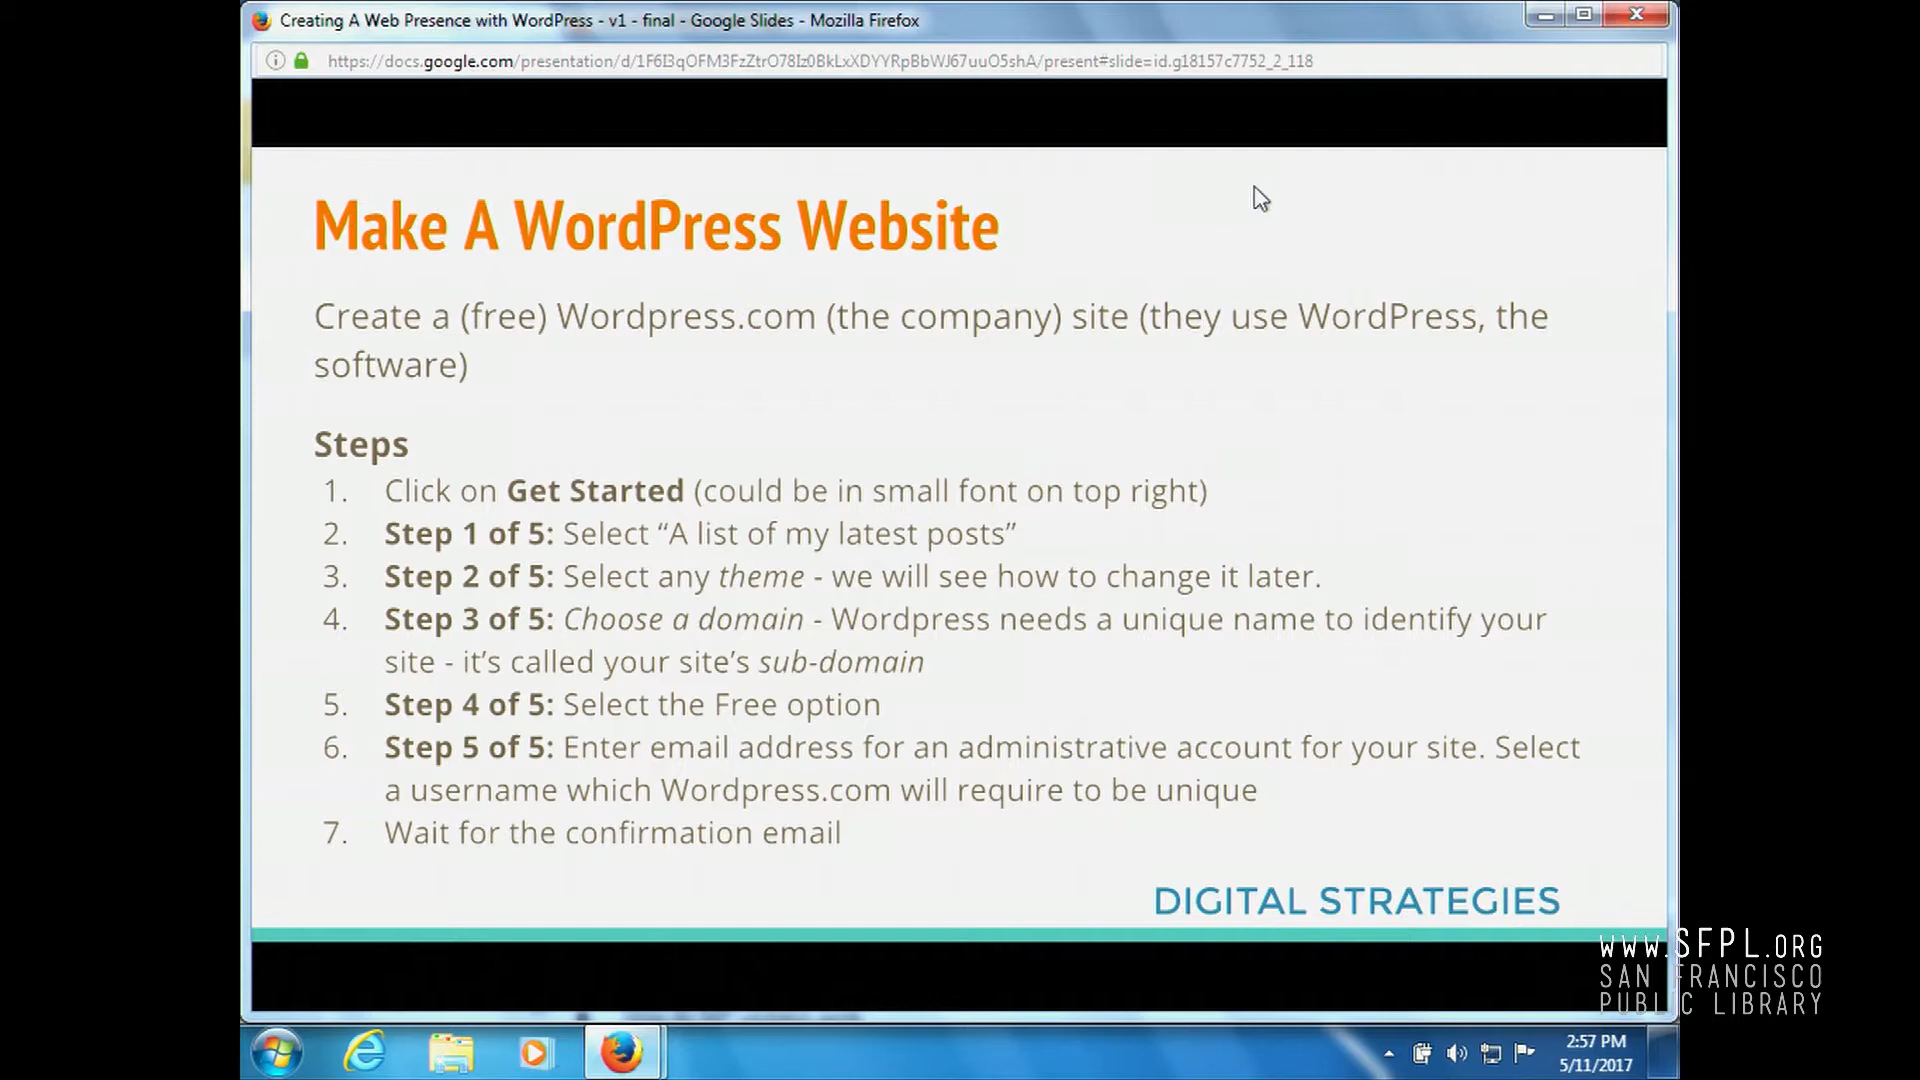 Creating A Web Presence with WordPress - v1 - final - Google Slides - Mozilla Firefox
https://docs.google.com/presentation/d/1F6I3qOFM3FzZtrO78Iz0BkLxXDYYRpBbWJ67uuO5shA/present#slide=id.g18157c7752_2_118
Make A WordPress Website
Create a (free) Wordpress.com (the company) site (they use WordPress, the
software)
Steps
1. Click on Get Started (could be in small font on top right)
2. Step 1 of 5: Select “A list of my latest posts”
3. Step 2 of 5: Select any theme - we will see how to change it later.
4. Step 3 of 5: Choose a domain - Wordpress needs a unique name to identify your
site - it’s called your site’s sub-domain
5. Step 4 of 5: Select the Free option
6. Step 5 of 5: Enter email address for an administrative account for your site. Select
a username which Wordpress.com will require to be unique
7. Wait for the confirmation email
DIGITAL STRATEGIES
www.SFPL.ORG
SAN FRANCISCO
PUBLIC LIBRARY
2:57 PM
5/11/2017